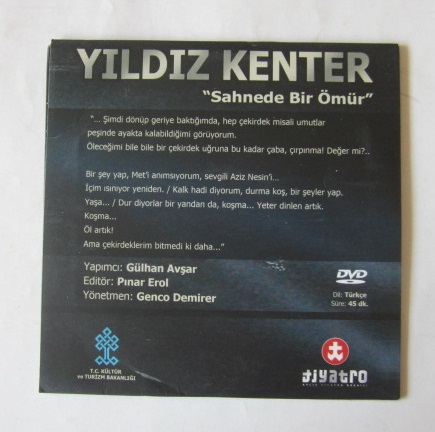 YILDIZ KENTER
"Sahnede Bir Ömür"
"... Şimdi dönüp geriye baktığımda, hep çekirdek misali umutlar
peşinde ayakta kalabildiğimi görüyorum.
Öleceğimi bile bile bir çekirdek uğruna bu kadar çaba, çırpınma! Değer mi?..
Bir şey yap, Met'i anımsıyorum, sevgili Aziz Nesin'i...
İçim ısınıyor yeniden. / Kalk hadi diyorum, durma koş, bir şeyler yap.
Yaşa... / Dur diyorlar bir yandan da, koşma... Yeter dinlen artık.
Koşma...
Öl artık!
Ama çekirdeklerim bitmedi ki daha..."
Yapımcı: Gülhan Avşar
Editör: Pınar Erol
Yönetmen: Genco Demirer
DVD
Dil: Türkçe
Süre: 45 dk.
T.C. KÜLTÜR
ve TURİZM BAKANLIĞI
tiyatro